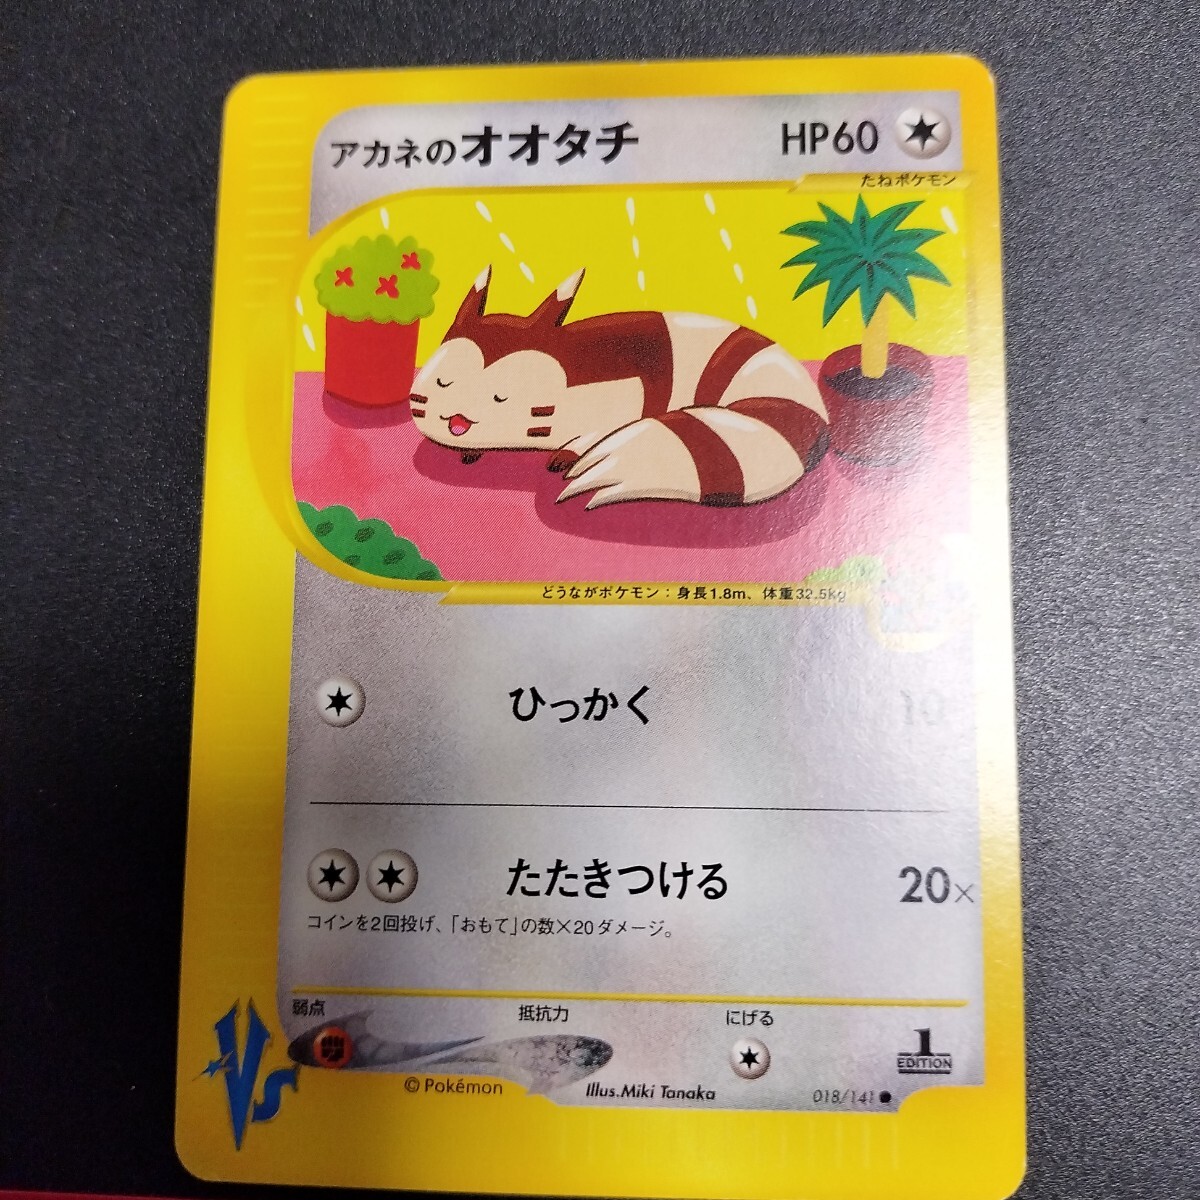 アカネのオオタチ HP60
たねポケモン
どうながポケモン：身長1.8m、体重32.5kg
ひっかく 10
たたきつける 20×
コインを2回投げ、「おもて」の数×20ダメージ。
弱点 抵抗力 にげる
1
EDITION
VS
© Pokémon Illus.Miki Tanaka 018/141